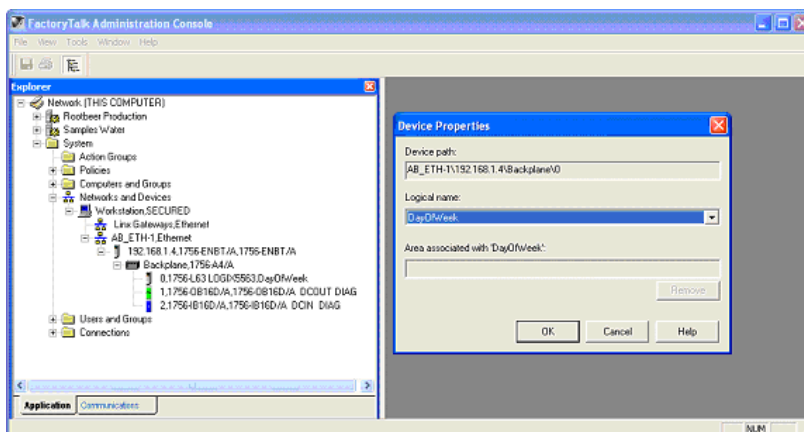 FactoryTalk Administration Console
File View Tools Window Help
Explorer
Network (THIS COMPUTER)
Rootbeer Production
Samples Water
System
Action Groups
Policies
Computers and Groups
Networks and Devices
Workstation,SECURED
Linx Gateways,Ethernet
AB_ETH-1,Ethernet
192.168.1.4,1756-ENBT/A,1756-ENBT/A
Backplane,1756-A4/A
0,1756-L63 LOGIX5563,DayOfWeek
1,1756-OB16D/A,1756-OB16D/A DCOUT DIAG
2,1756-IB16D/A,1756-IB16D/A DCIN DIAG
Users and Groups
Connections
Application Communications
Device Properties
Device path:
AB_ETH-1\192.168.1.4\Backplane\0
Logical name:
DayOfWeek
Area associated with 'DayOfWeek':
Remove
OK Cancel Help
NUM